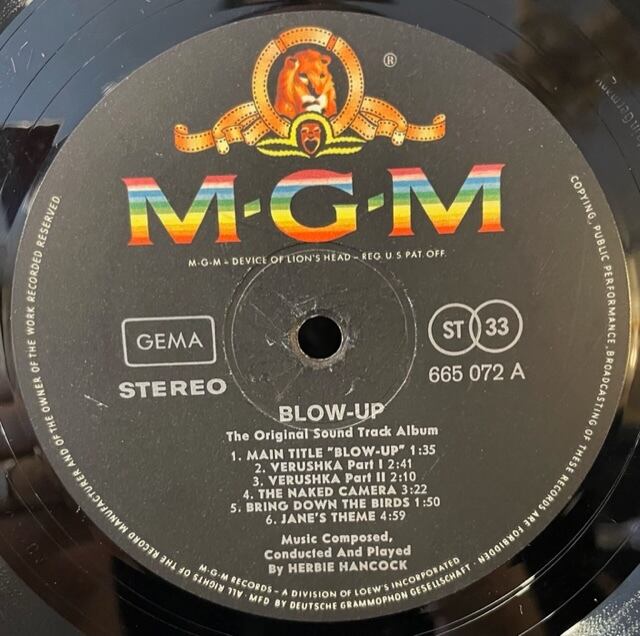 ®
M-G-M
M-G-M – DEVICE OF LION'S HEAD – REG. U.S PAT. OFF.
GEMA
STEREO
ST 33
665 072 A
BLOW-UP
The Original Sound Track Album
1. MAIN TITLE "BLOW-UP" 1:35
2. VERUSHKA Part I 2:41
3. VERUSHKA Part II 2:10
4. THE NAKED CAMERA 3:22
5. BRING DOWN THE BIRDS 1:50
6. JANE'S THEME 4:59
Music Composed,
Conducted And Played
By HERBIE HANCOCK
M-G-M RECORDS – A DIVISION OF LOEW'S INCORPORATED
ALL RIGHTS OF THE RECORD MANUFACTURER AND OF THE OWNER OF THE WORK RECORDED RESERVED.
COPYING, PUBLIC PERFORMANCE, BROADCASTING OF THESE RECORDS ARE FORBIDDEN
MFD BY DEUTSCHE GRAMMOPHON GESELLSCHAFT